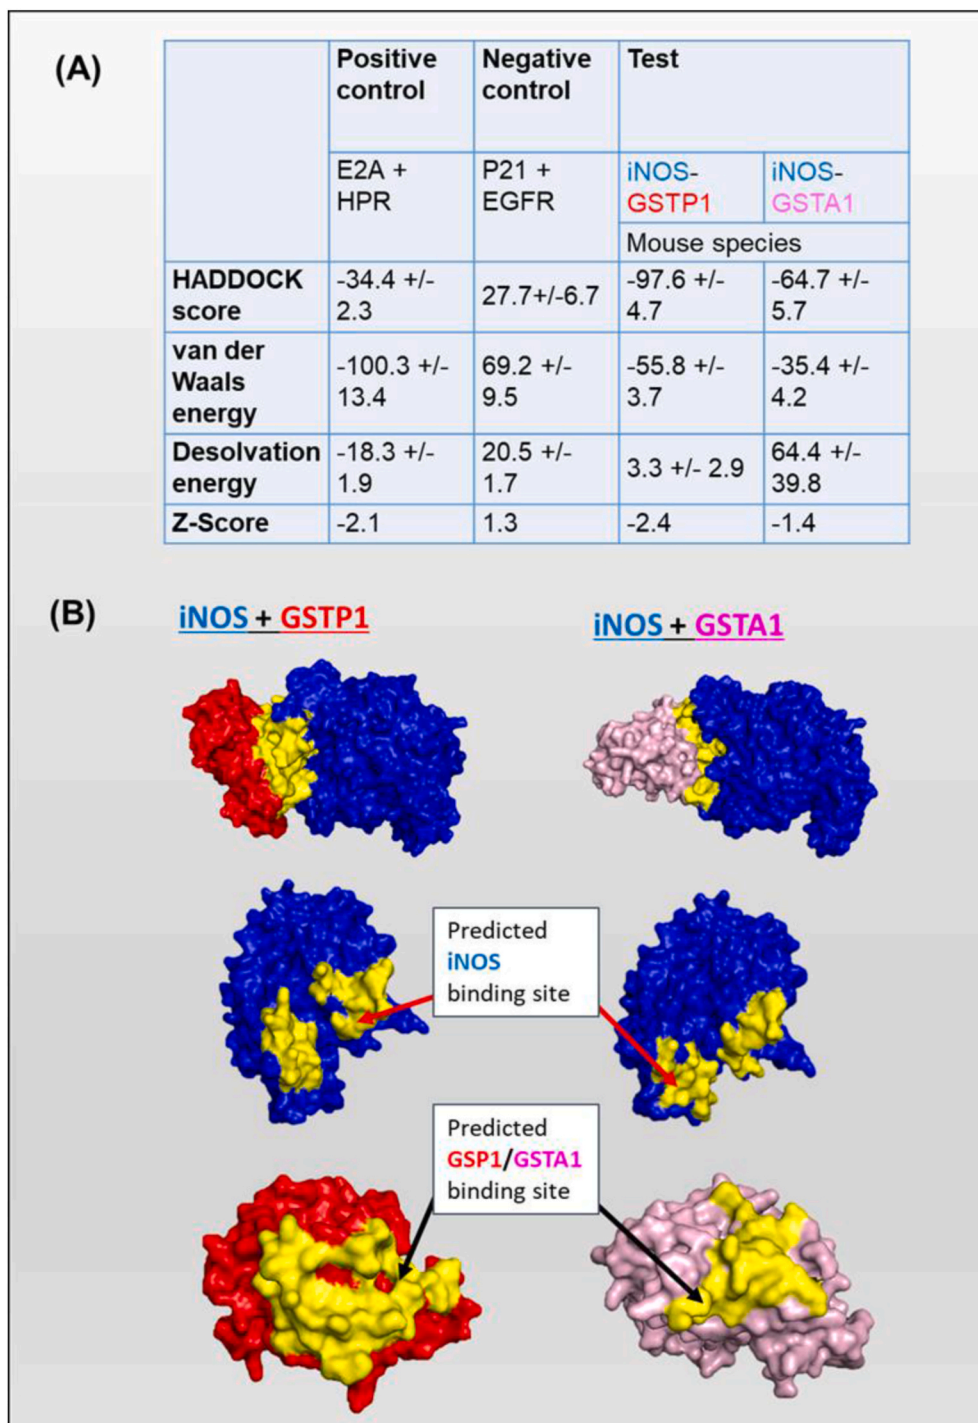 (A)
Positive control
Negative control
Test
E2A + HPR
P21 + EGFR
iNOS-GSTP1
iNOS-GSTA1
Mouse species
HADDOCK score
-34.4 +/- 2.3
27.7+/-6.7
-97.6 +/- 4.7
-64.7 +/- 5.7
van der Waals energy
-100.3 +/- 13.4
69.2 +/- 9.5
-55.8 +/- 3.7
-35.4 +/- 4.2
Desolvation energy
-18.3 +/- 1.9
20.5 +/- 1.7
3.3 +/- 2.9
64.4 +/- 39.8
Z-Score
-2.1
1.3
-2.4
-1.4
(B)
iNOS + GSTP1
iNOS + GSTA1
Predicted
iNOS
binding site
Predicted
GSP1/GSTA1
binding site